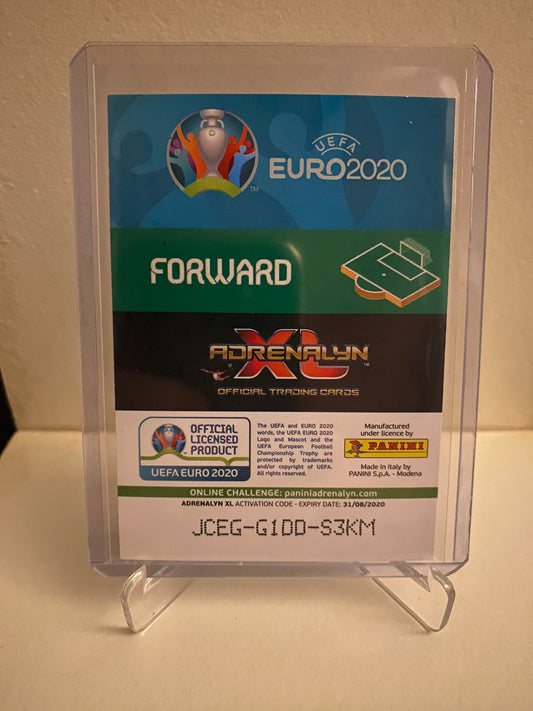 UEFA
EURO2020
TM
FORWARD
ADRENALYN
XL
TM
OFFICIAL TRADING CARDS
OFFICIAL
LICENSED
PRODUCT
UEFA EURO 2020
The UEFA and EURO 2020
words, the UEFA EURO 2020
Logo and Mascot and the
UEFA European Football
Championship Trophy are
protected by trademarks
and/or copyright of UEFA.
All rights reserved.
Manufactured
under licence by
PANINI
Made in Italy by
PANINI S.p.A. - Modena
ONLINE CHALLENGE: paniniadrenalyn.com
ADRENALYN XL ACTIVATION CODE - EXPIRY DATE: 31/08/2020
JCEG-G1DD-S3KM